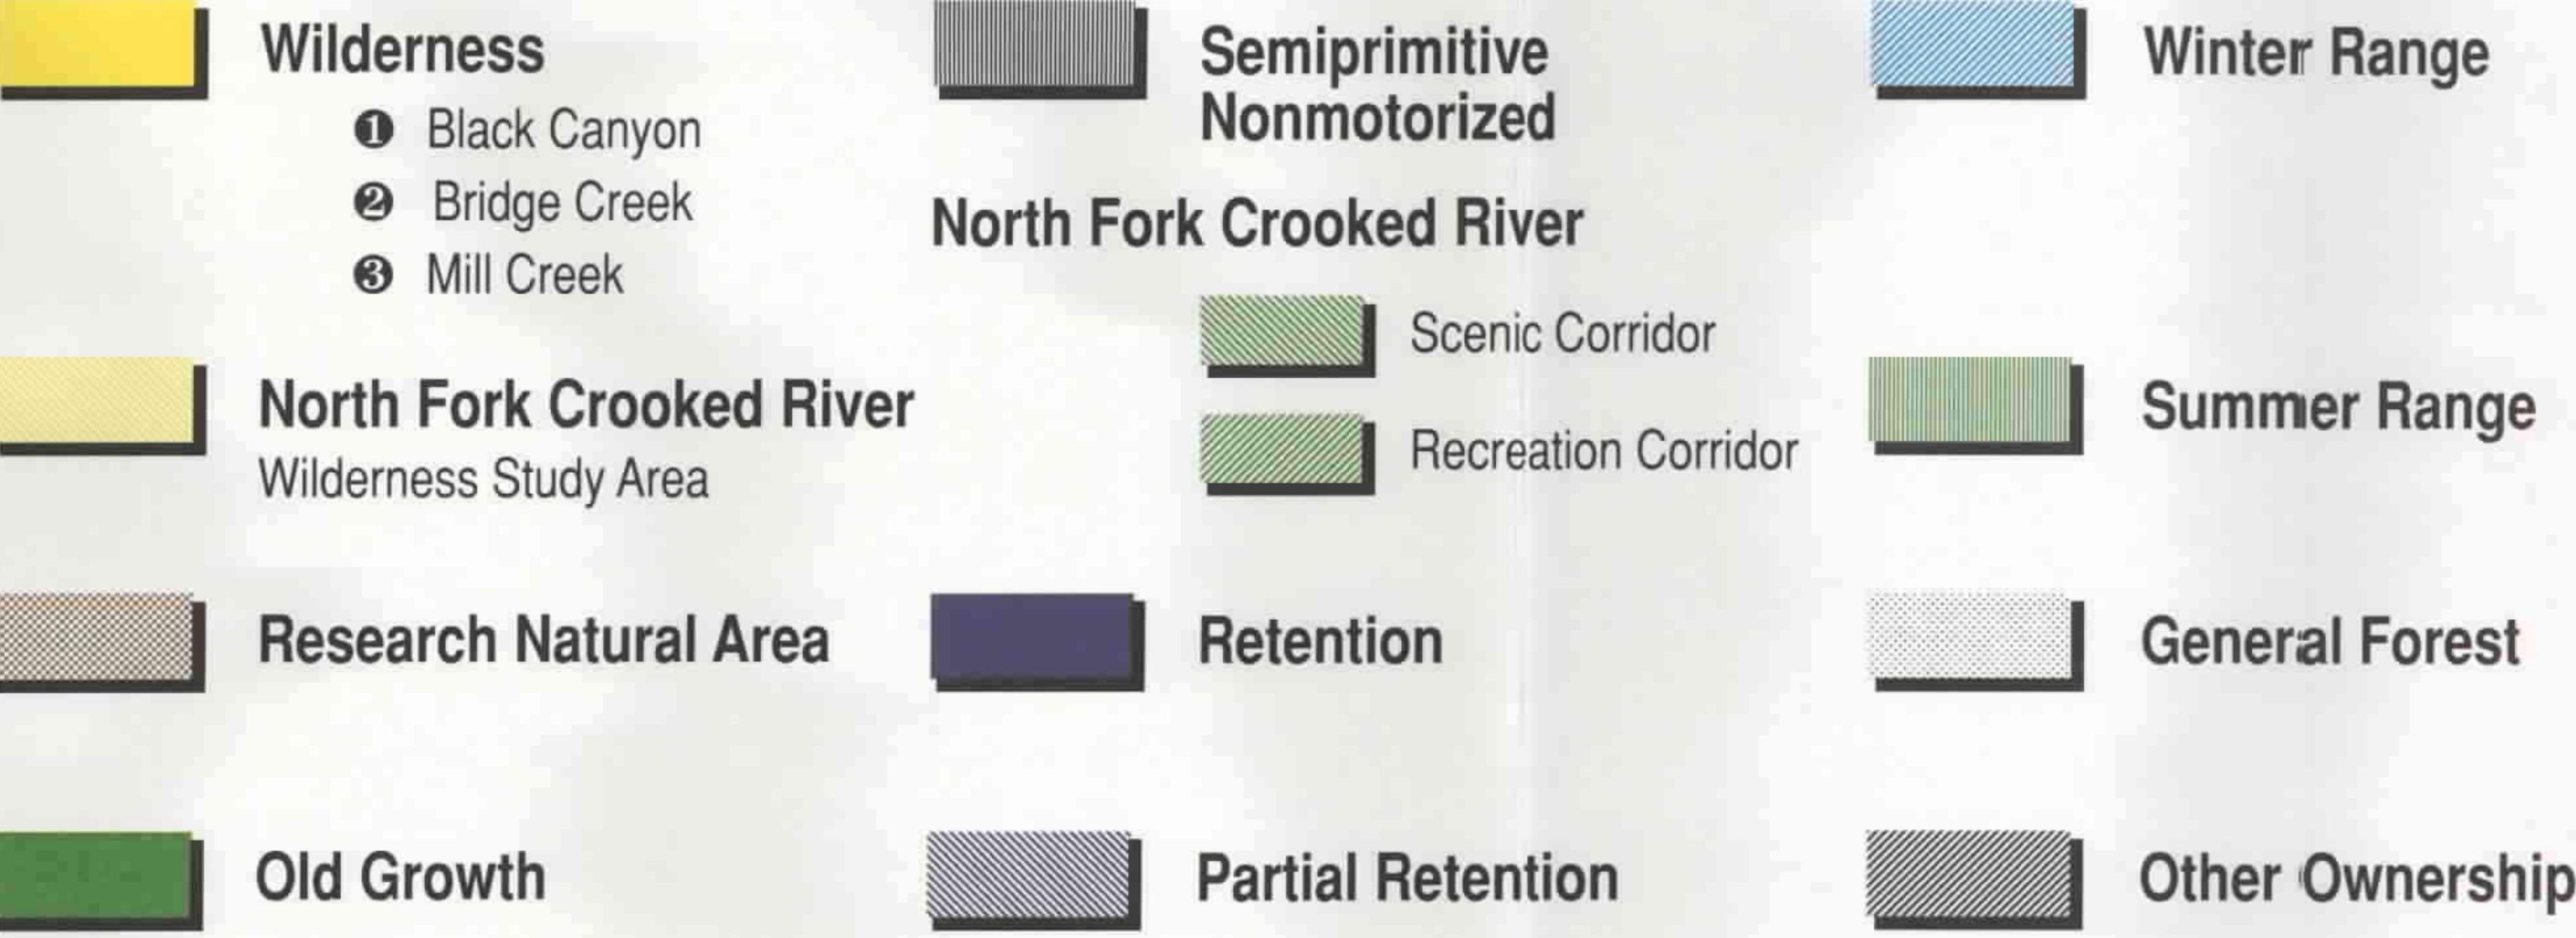 Wilderness
❶ Black Canyon
❷ Bridge Creek
❸ Mill Creek
North Fork Crooked River
Wilderness Study Area
Research Natural Area
Old Growth
Semiprimitive
Nonmotorized
North Fork Crooked River
Scenic Corridor
Recreation Corridor
Retention
Partial Retention
Winter Range
Summer Range
General Forest
Other Ownership